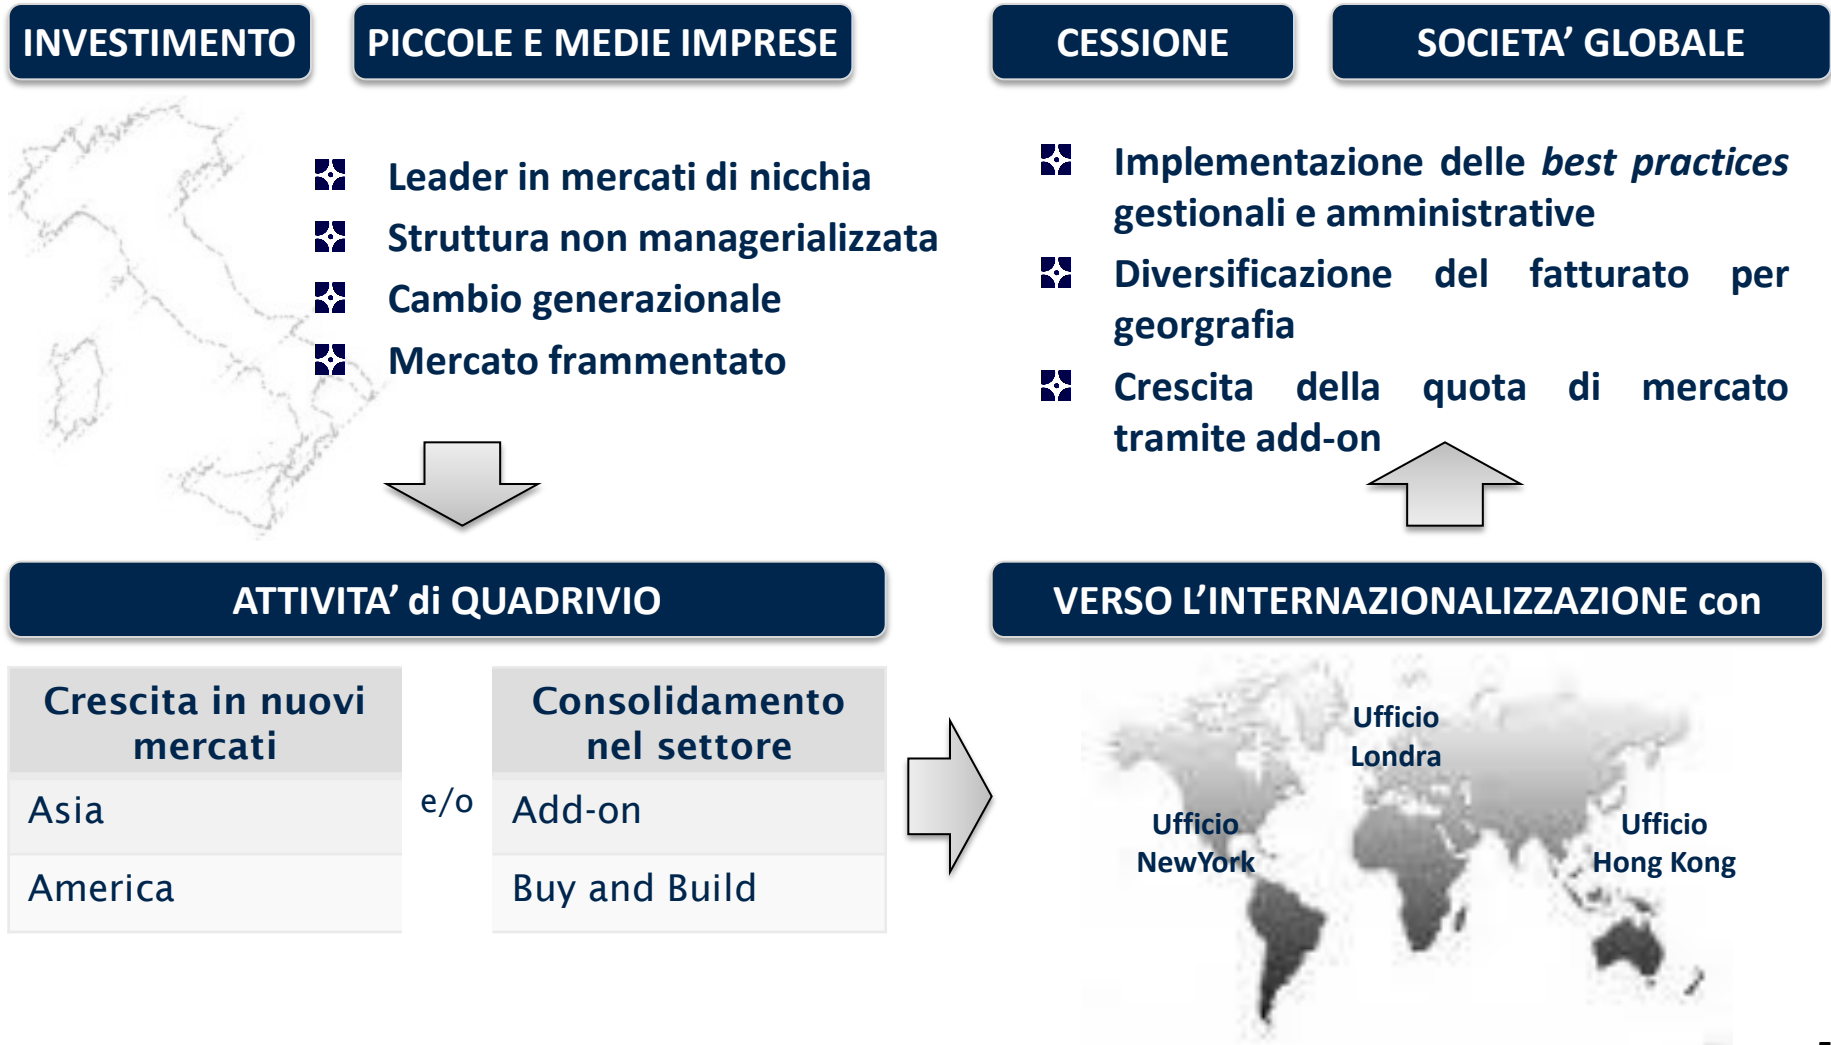 INVESTIMENTO
PICCOLE E MEDIE IMPRESE
Leader in mercati di nicchia
Struttura non managerializzata
Cambio generazionale
Mercato frammentato
CESSIONE
SOCIETA’ GLOBALE
Implementazione delle best practices
gestionali e amministrative
Diversificazione del fatturato per
georgrafia
Crescita della quota di mercato
tramite add-on
ATTIVITA’ di QUADRIVIO
Crescita in nuovi
mercati
Asia
America
e/o
Consolidamento
nel settore
Add-on
Buy and Build
VERSO L’INTERNAZIONALIZZAZIONE con
Ufficio
Londra
Ufficio
NewYork
Ufficio
Hong Kong